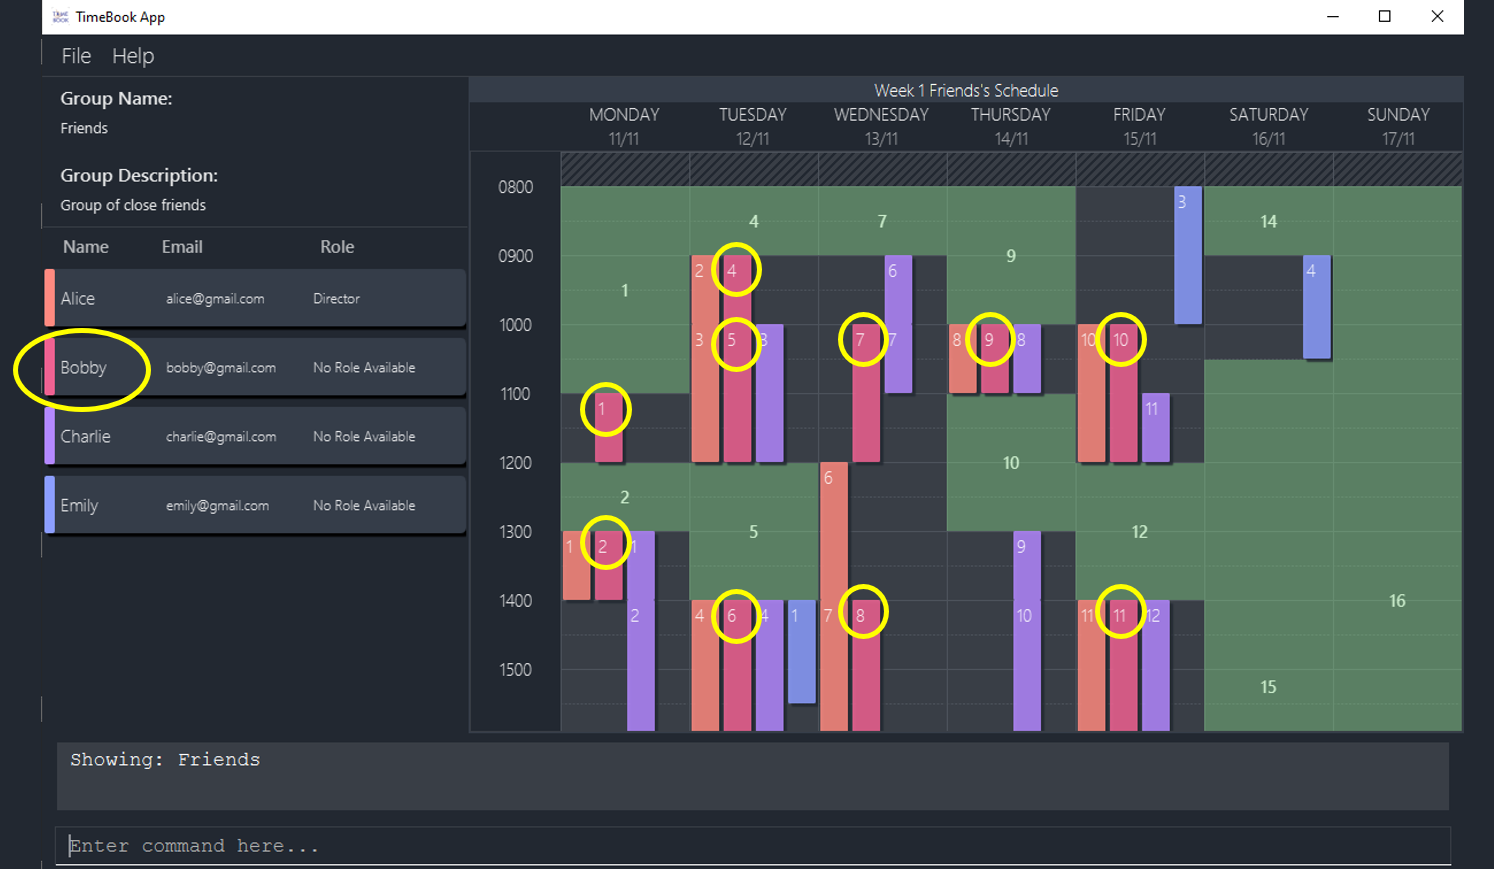 TIME
BOOK
TimeBook App
File Help
Group Name:
Friends
Group Description:
Group of close friends
Name Email Role
Alice alice@gmail.com Director
Bobby bobby@gmail.com No Role Available
Charlie charlie@gmail.com No Role Available
Emily emily@gmail.com No Role Available
Week 1 Friends's Schedule
MONDAY TUESDAY WEDNESDAY THURSDAY FRIDAY SATURDAY SUNDAY
11/11 12/11 13/11 14/11 15/11 16/11 17/11
0800
3
4 7 14
0900 9
2 4 6 4
1 
1000
3 5 3 7 7 8 9 8 10 10
1100
1 11
1200 10
6
2
1300 5 12
1 2 1 9
1400 16
2 4 6 4 1 7 8 10 11 11 12
1500
15
Showing: Friends
Enter command here...